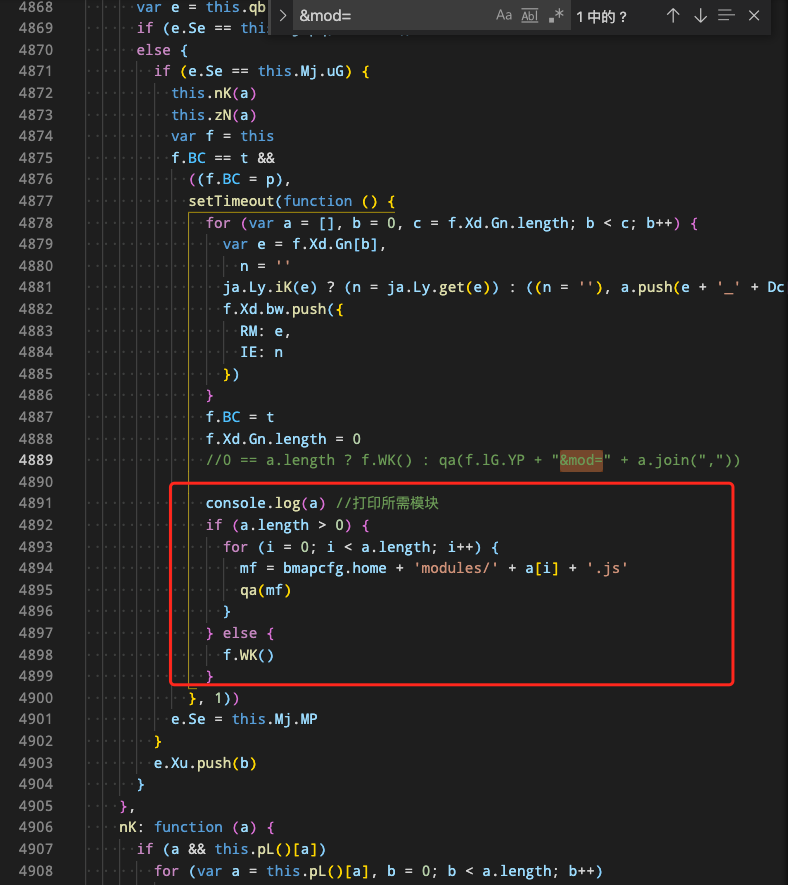 4868 var e = this.qb
&mod= Aa Abl .* 1 中的 ?
4869 if (e.Se == thi
4870 else {
4871 if (e.Se == this.Mj.uG) {
4872 this.nK(a)
4873 this.zN(a)
4874 var f = this
4875 f.BC == t &&
4876 ((f.BC = p),
4877 setTimeout(function () {
4878 for (var a = [], b = 0, c = f.Xd.Gn.length; b < c; b++) {
4879 var e = f.Xd.Gn[b],
4880 n = ''
4881 ja.Ly.iK(e) ? (n = ja.Ly.get(e)) : ((n = ''), a.push(e + '_' + Dc
4882 f.Xd.bw.push({
4883 RM: e,
4884 IE: n
4885 })
4886 }
4887 f.BC = t
4888 f.Xd.Gn.length = 0
4889 //0 == a.length ? f.WK() : qa(f.lG.YP + "&mod=" + a.join(","))
4890
4891 console.log(a) //打印所需模块
4892 if (a.length > 0) {
4893 for (i = 0; i < a.length; i++) {
4894 mf = bmapcfg.home + 'modules/' + a[i] + '.js'
4895 qa(mf)
4896 }
4897 } else {
4898 f.WK()
4899 }
4900 }, 1))
4901 e.Se = this.Mj.MP
4902 }
4903 e.Xu.push(b)
4904 }
4905 },
4906 nK: function (a) {
4907 if (a && this.pL()[a])
4908 for (var a = this.pL()[a], b = 0; b < a.length; b++)